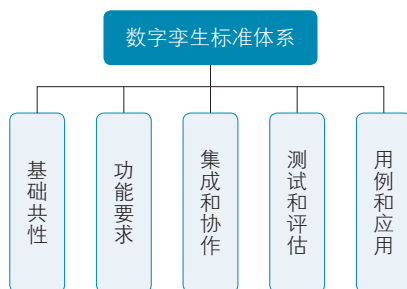 数字孪生标准体系
基础共性
功能要求
集成和协作
测试和评估
用例和应用